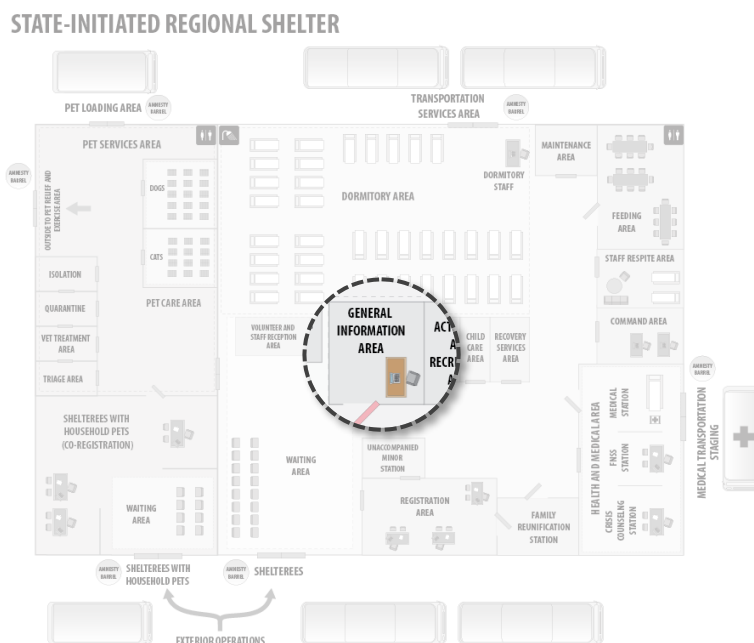 STATE-INITIATED REGIONAL SHELTER
PET LOADING AREA
AMNESTY
BARREL
TRANSPORTATION
SERVICES AREA
AMNESTY
BARREL
PET SERVICES AREA
AMNESTY
BARREL
OUTSIDE TO PET RELIEF AND
EXERCISE AREA
DOGS
CATS
ISOLATION
QUARANTINE
VET TREATMENT
AREA
TRIAGE AREA
PET CARE AREA
DORMITORY AREA
DORMITORY
STAFF
MAINTENANCE
AREA
FEEDING
AREA
STAFF RESPITE AREA
COMMAND AREA
VOLUNTEER AND
STAFF RECEPTION
AREA
GENERAL
INFORMATION
AREA
ACT
A
RECR
A
CHILD
CARE
AREA
RECOVERY
SERVICES
AREA
AMNESTY
BARREL
MEDICAL TRANSPORTATION
STAGING
HEALTH AND MEDICAL AREA
MEDICAL
STATION
FNSS
STATION
CRISIS
COUNSELNG
STATION
SHELTEREES WITH
HOUSEHOLD PETS
(CO-REGISTRATION)
WAITING
AREA
WAITING
AREA
UNACCOMPANIED
MINOR
STATION
REGISTRATION
AREA
FAMILY
REUNIFICATION
STATION
AMNESTY
BARREL
SHELTEREES WITH
HOUSEHOLD PETS
AMNESTY
BARREL
SHELTEREES
EXTERIOR OPERATIONS